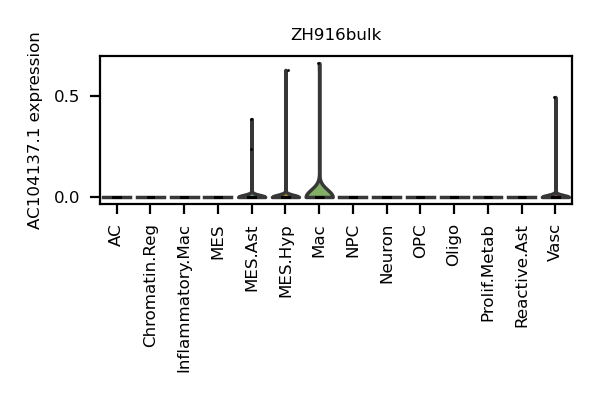 ZH916bulk
AC104137.1 expression
0.5
0.0
AC
Chromatin.Reg
Inflammatory.Mac
MES
MES.Ast
MES.Hyp
Mac
NPC
Neuron
OPC
Oligo
Prolif.Metab
Reactive.Ast
Vasc